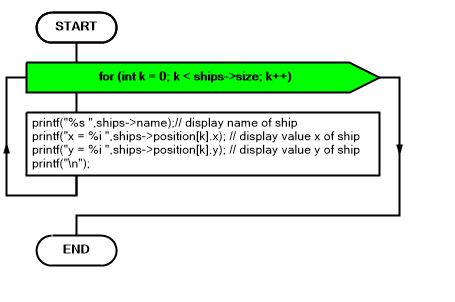 START
for (int k = 0; k < ships->size; k++)
printf("%s ",ships->name);// display name of ship
printf("x = %i ",ships->position[k].x); // display value x of ship
printf("y = %i ",ships->position[k].y); // display value y of ship
printf("\n");
END